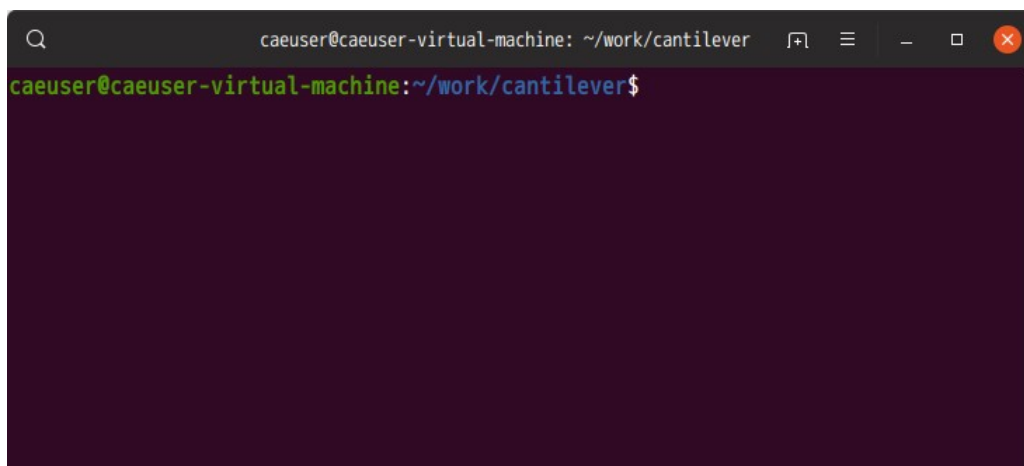 caeuser@caeuser-virtual-machine: ~/work/cantilever
caeuser@caeuser-virtual-machine:~/work/cantilever$